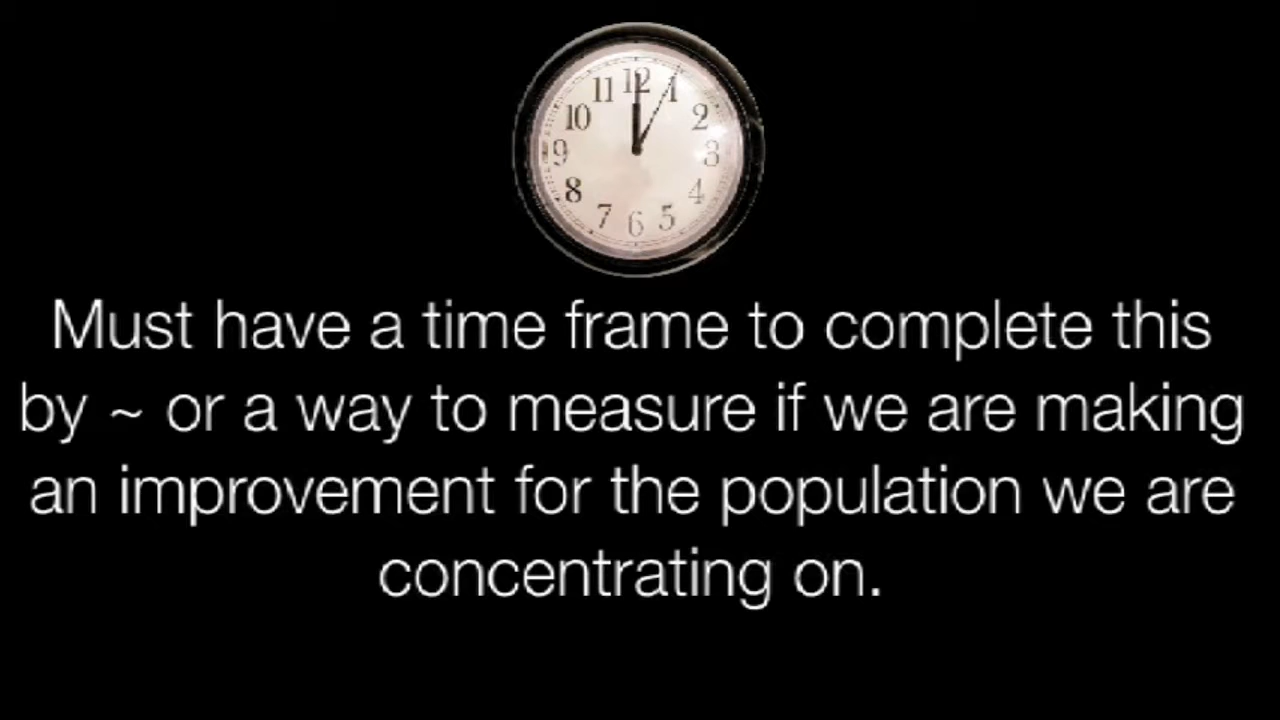 11 12 1
10 2
9 3
8 4
7 6 5
Must have a time frame to complete this
by ~ or a way to measure if we are making
an improvement for the population we are
concentrating on.